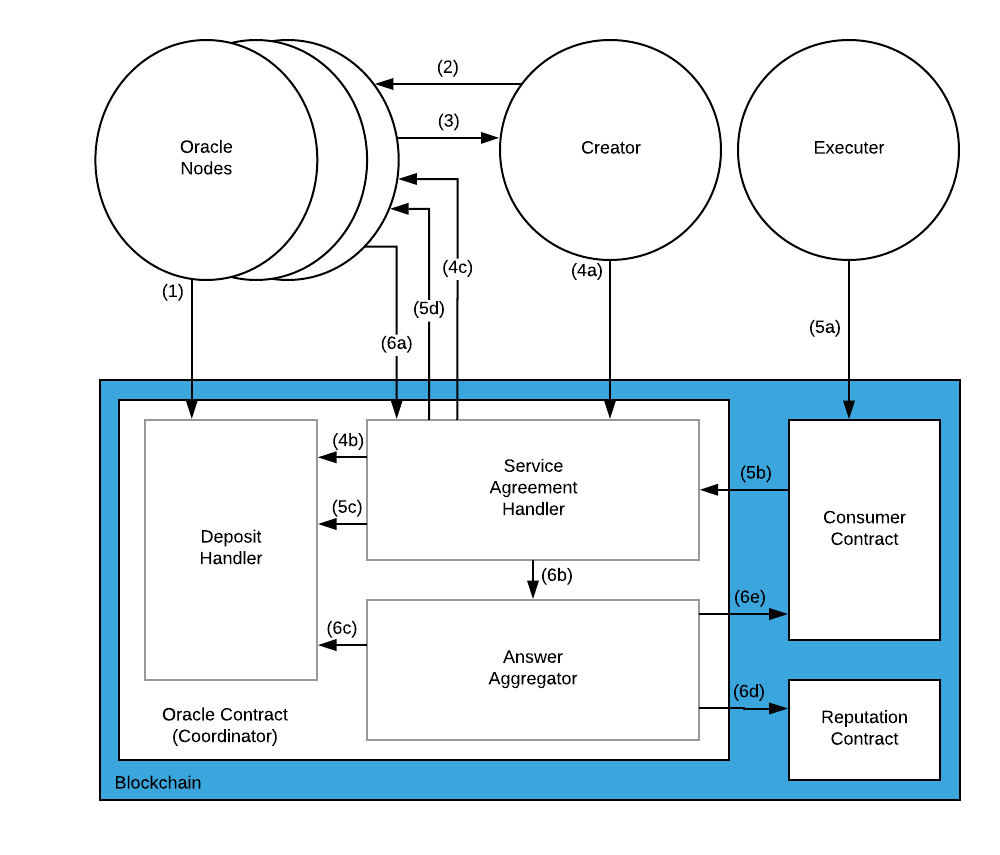 (2)
(3)
Oracle
Nodes
Creator
Executer
(1)
(4c)
(4a)
(5d)
(5a)
(6a)
(4b)
(5c)
Service
Agreement
Handler
(5b)
Deposit
Handler
Consumer
Contract
(6b)
(6e)
(6c)
Answer
Aggregator
(6d)
Oracle Contract
(Coordinator)
Reputation
Contract
Blockchain